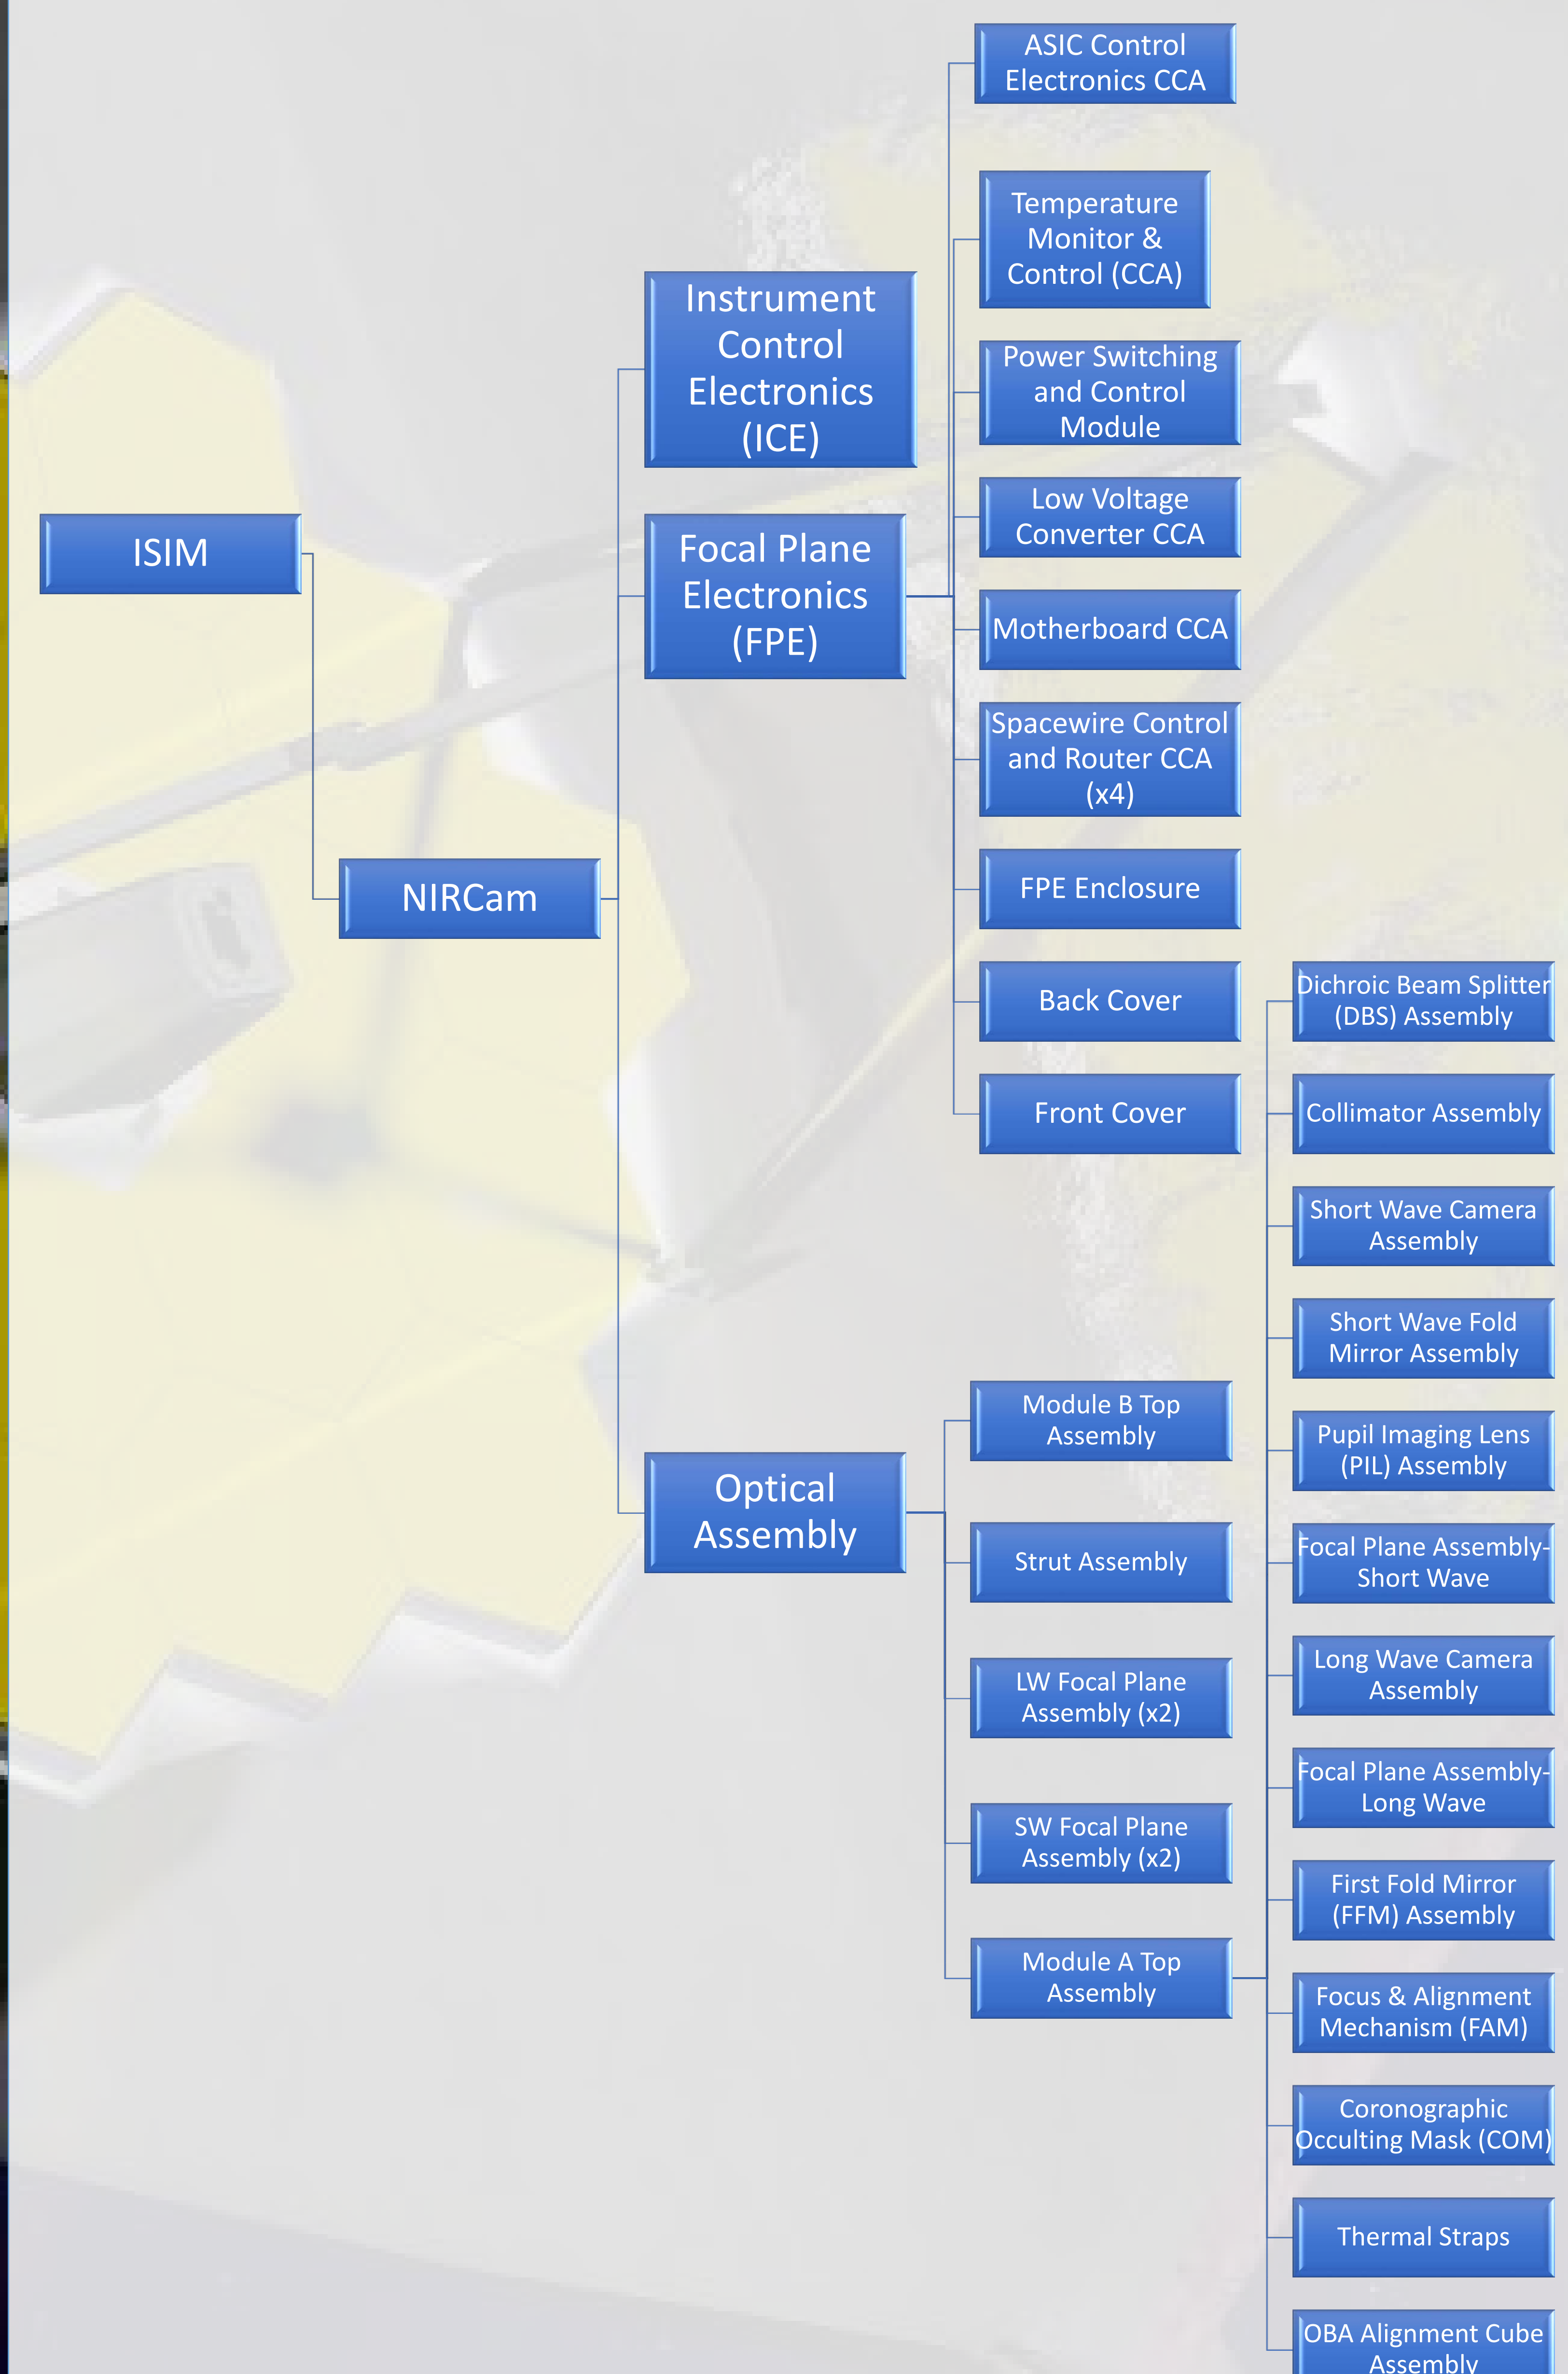 ISIM
NIRCam
Instrument
Control
Electronics
(ICE)
Focal Plane
Electronics
(FPE)
ASIC Control
Electronics CCA
Temperature
Monitor &
Control (CCA)
Power Switching
and Control
Module
Low Voltage
Converter CCA
Motherboard CCA
Spacewire Control
and Router CCA
(x4)
FPE Enclosure
Back Cover
Front Cover
Optical
Assembly
Module B Top
Assembly
Strut Assembly
LW Focal Plane
Assembly (x2)
SW Focal Plane
Assembly (x2)
Module A Top
Assembly
Dichroic Beam Splitter
(DBS) Assembly
Collimator Assembly
Short Wave Camera
Assembly
Short Wave Fold
Mirror Assembly
Pupil Imaging Lens
(PIL) Assembly
Focal Plane Assembly-
Short Wave
Long Wave Camera
Assembly
Focal Plane Assembly-
Long Wave
First Fold Mirror
(FFM) Assembly
Focus & Alignment
Mechanism (FAM)
Coronographic
Occulting Mask (COM)
Thermal Straps
OBA Alignment Cube
Assembly